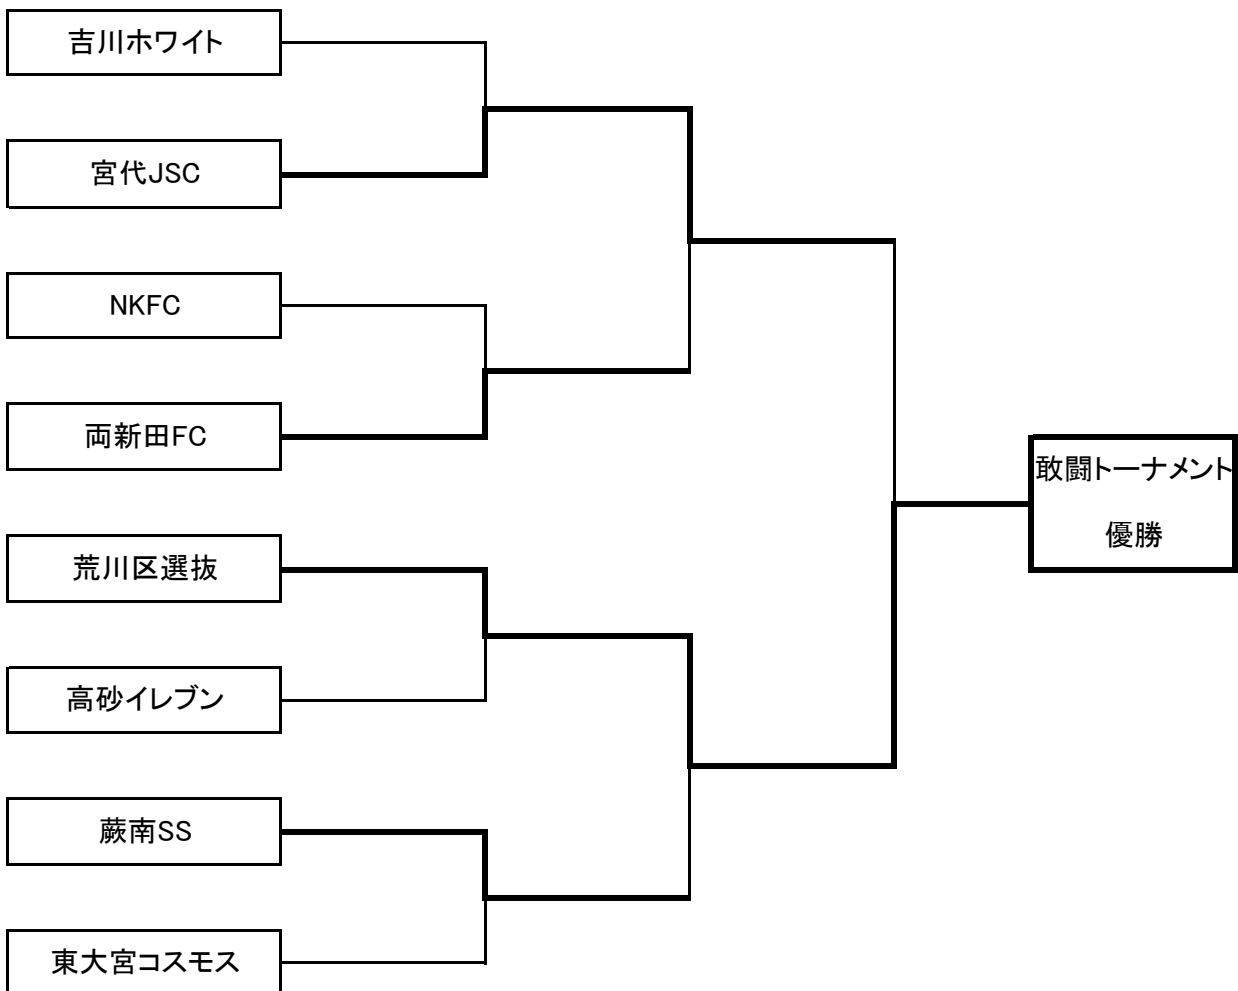 吉川ホワイト
宮代JSC
NKFC
両新田FC
荒川区選抜
高砂イレブン
蕨南SS
東大宮コスモス
敢闘トーナメント
優勝